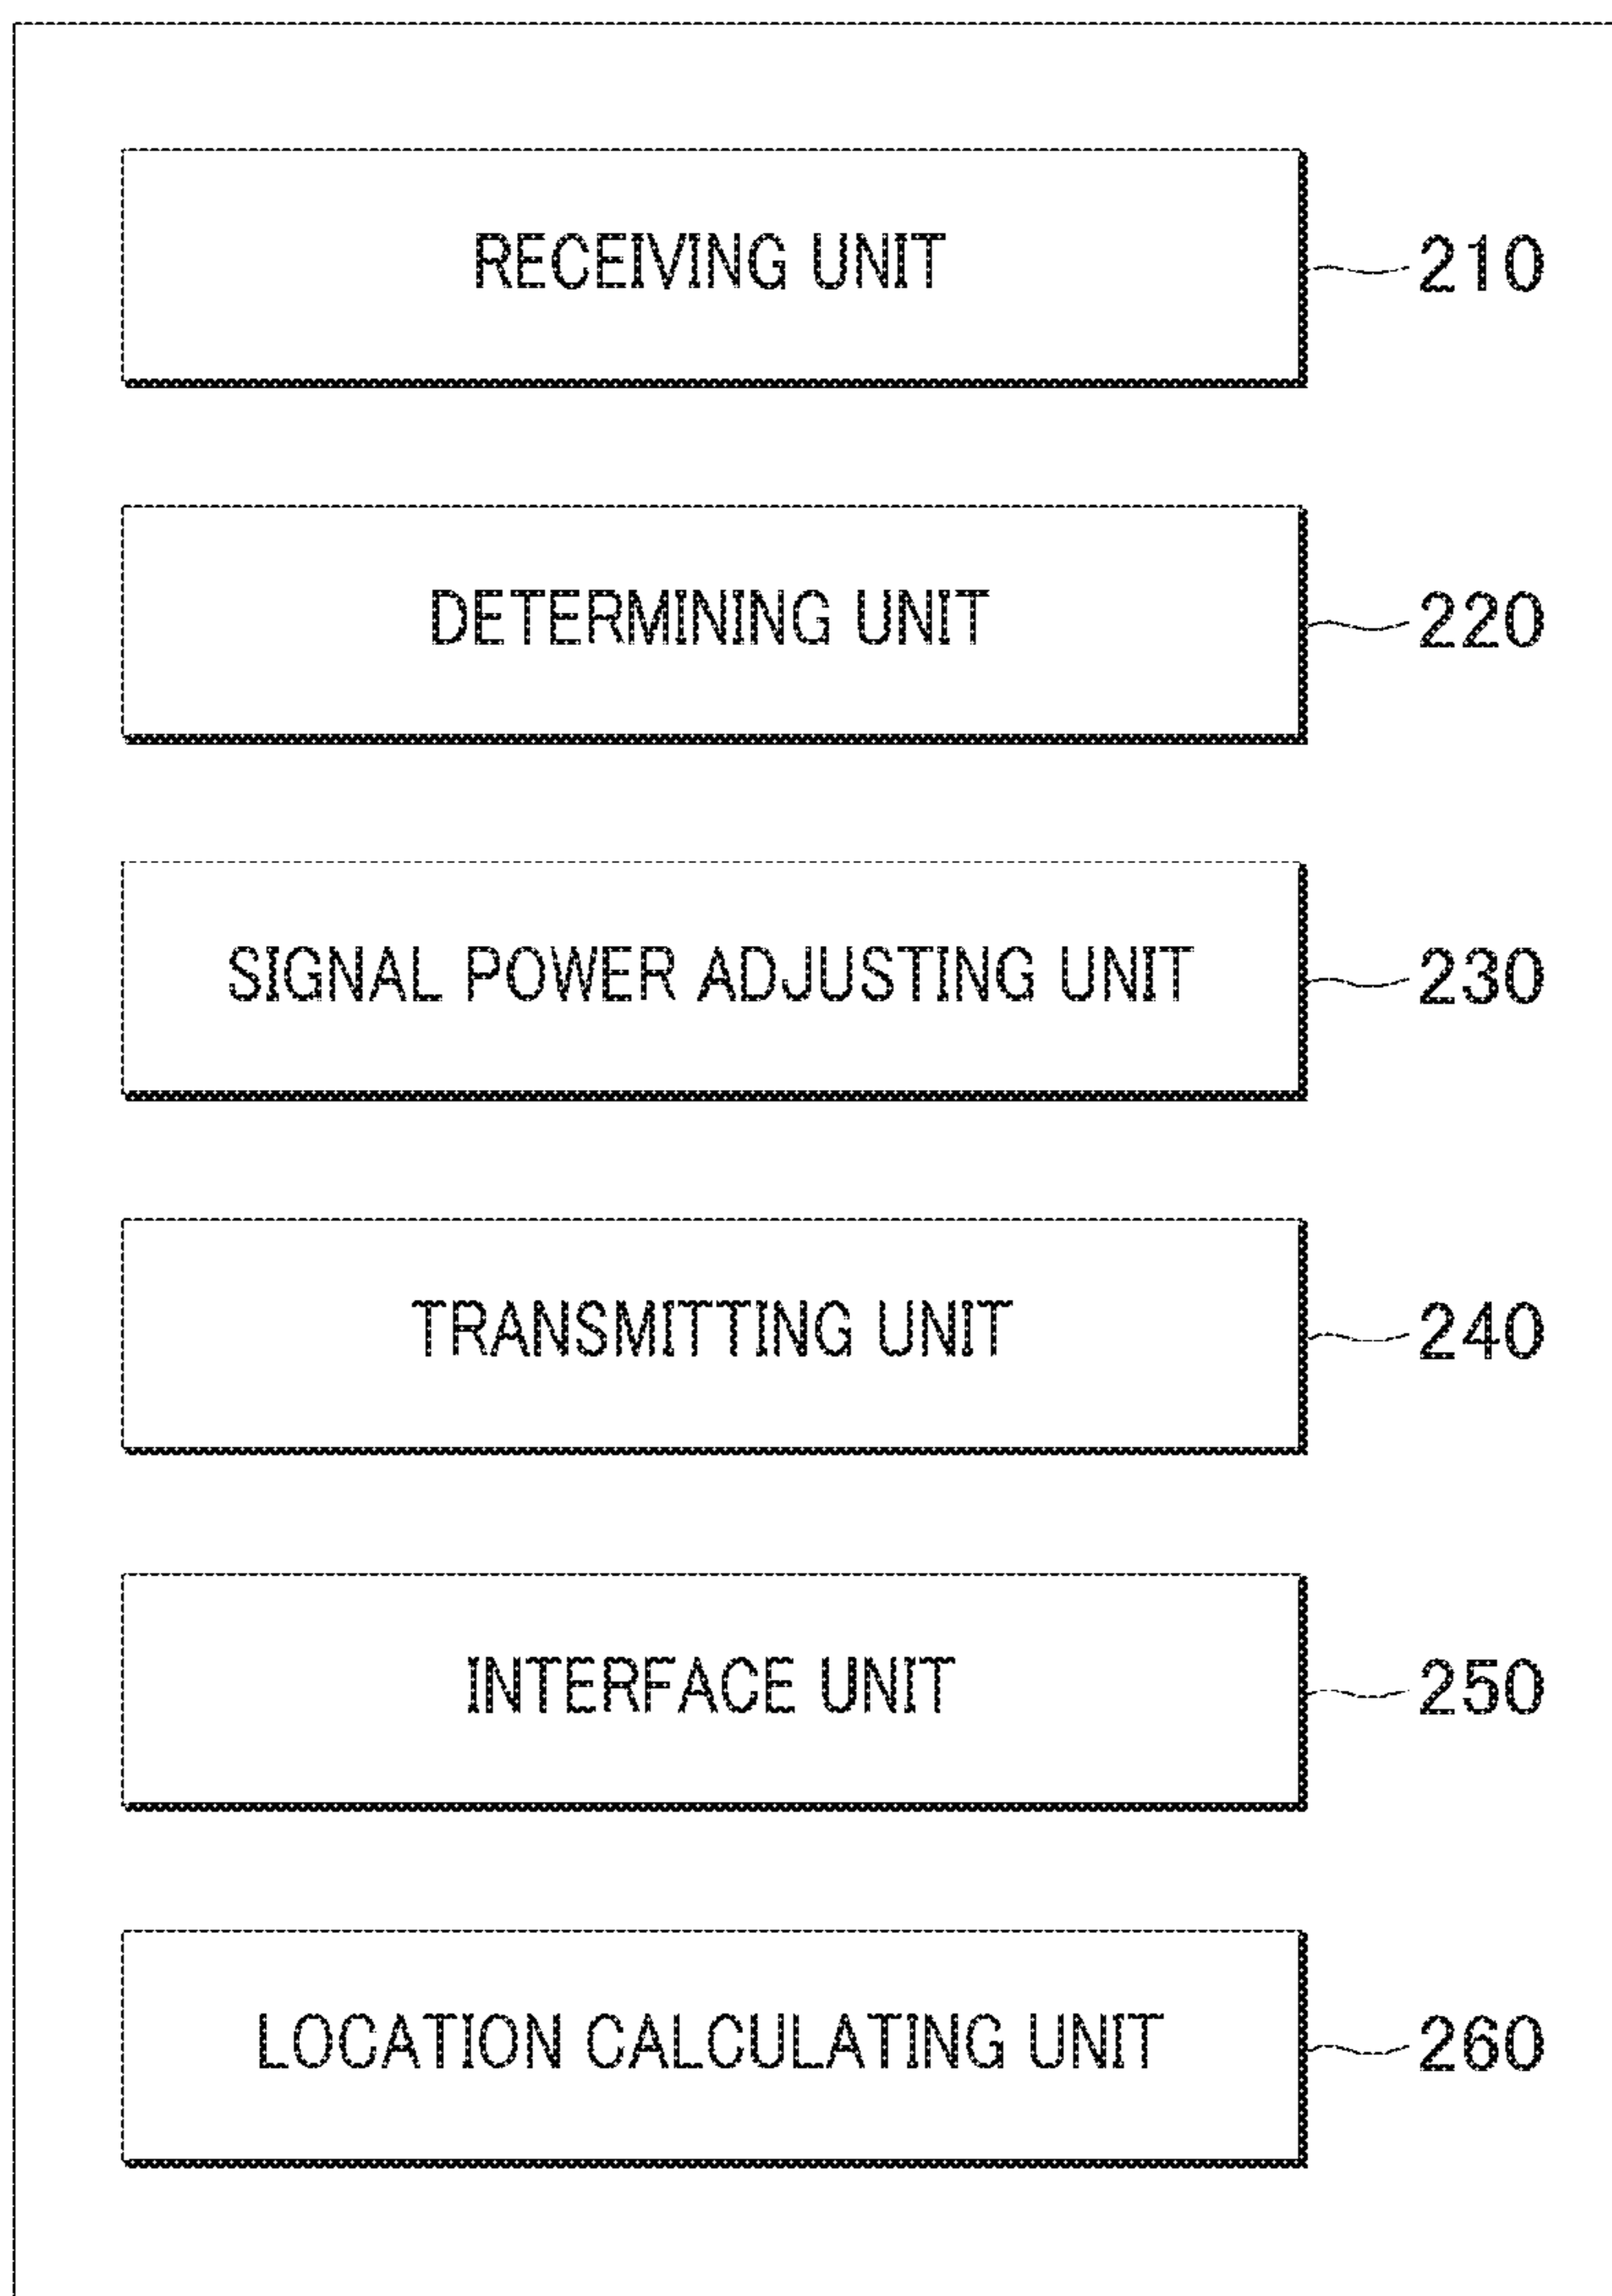 RECEIVING UNIT 210
DETERMINING UNIT 220
SIGNAL POWER ADJUSTING UNIT 230
TRANSMITTING UNIT 240
INTERFACE UNIT 250
LOCATION CALCULATING UNIT 260